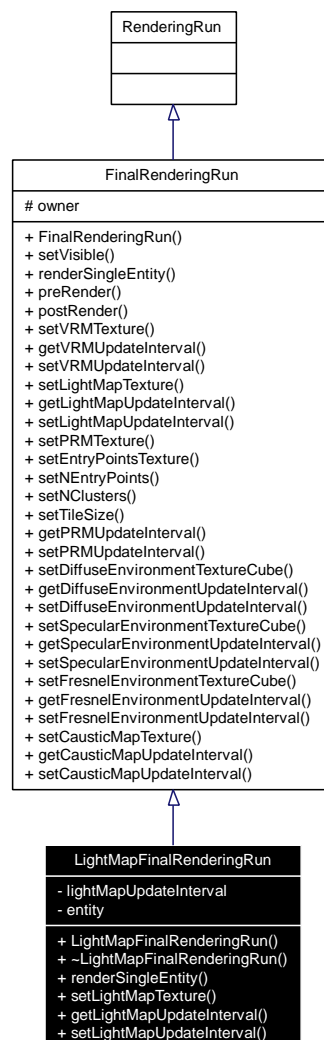 RenderingRun
FinalRenderingRun
# owner
+ FinalRenderingRun()
+ setVisible()
+ renderSingleEntity()
+ preRender()
+ postRender()
+ setVRMTexture()
+ getVRMUpdateInterval()
+ setVRMUpdateInterval()
+ setLightMapTexture()
+ getLightMapUpdateInterval()
+ setLightMapUpdateInterval()
+ setPRMTexture()
+ setEntryPointsTexture()
+ setNEntryPoints()
+ setNClusters()
+ setTileSize()
+ getPRMUpdateInterval()
+ setPRMUpdateInterval()
+ setDiffuseEnvironmentTextureCube()
+ getDiffuseEnvironmentUpdateInterval()
+ setDiffuseEnvironmentUpdateInterval()
+ setSpecularEnvironmentTextureCube()
+ getSpecularEnvironmentUpdateInterval()
+ setSpecularEnvironmentUpdateInterval()
+ setFresnelEnvironmentTextureCube()
+ getFresnelEnvironmentUpdateInterval()
+ setFresnelEnvironmentUpdateInterval()
+ setCausticMapTexture()
+ getCausticMapUpdateInterval()
+ setCausticMapUpdateInterval()
LightMapFinalRenderingRun
- lightMapUpdateInterval
- entity
+ LightMapFinalRenderingRun()
+ ~LightMapFinalRenderingRun()
+ renderSingleEntity()
+ setLightMapTexture()
+ getLightMapUpdateInterval()
+ setLightMapUpdateInterval()